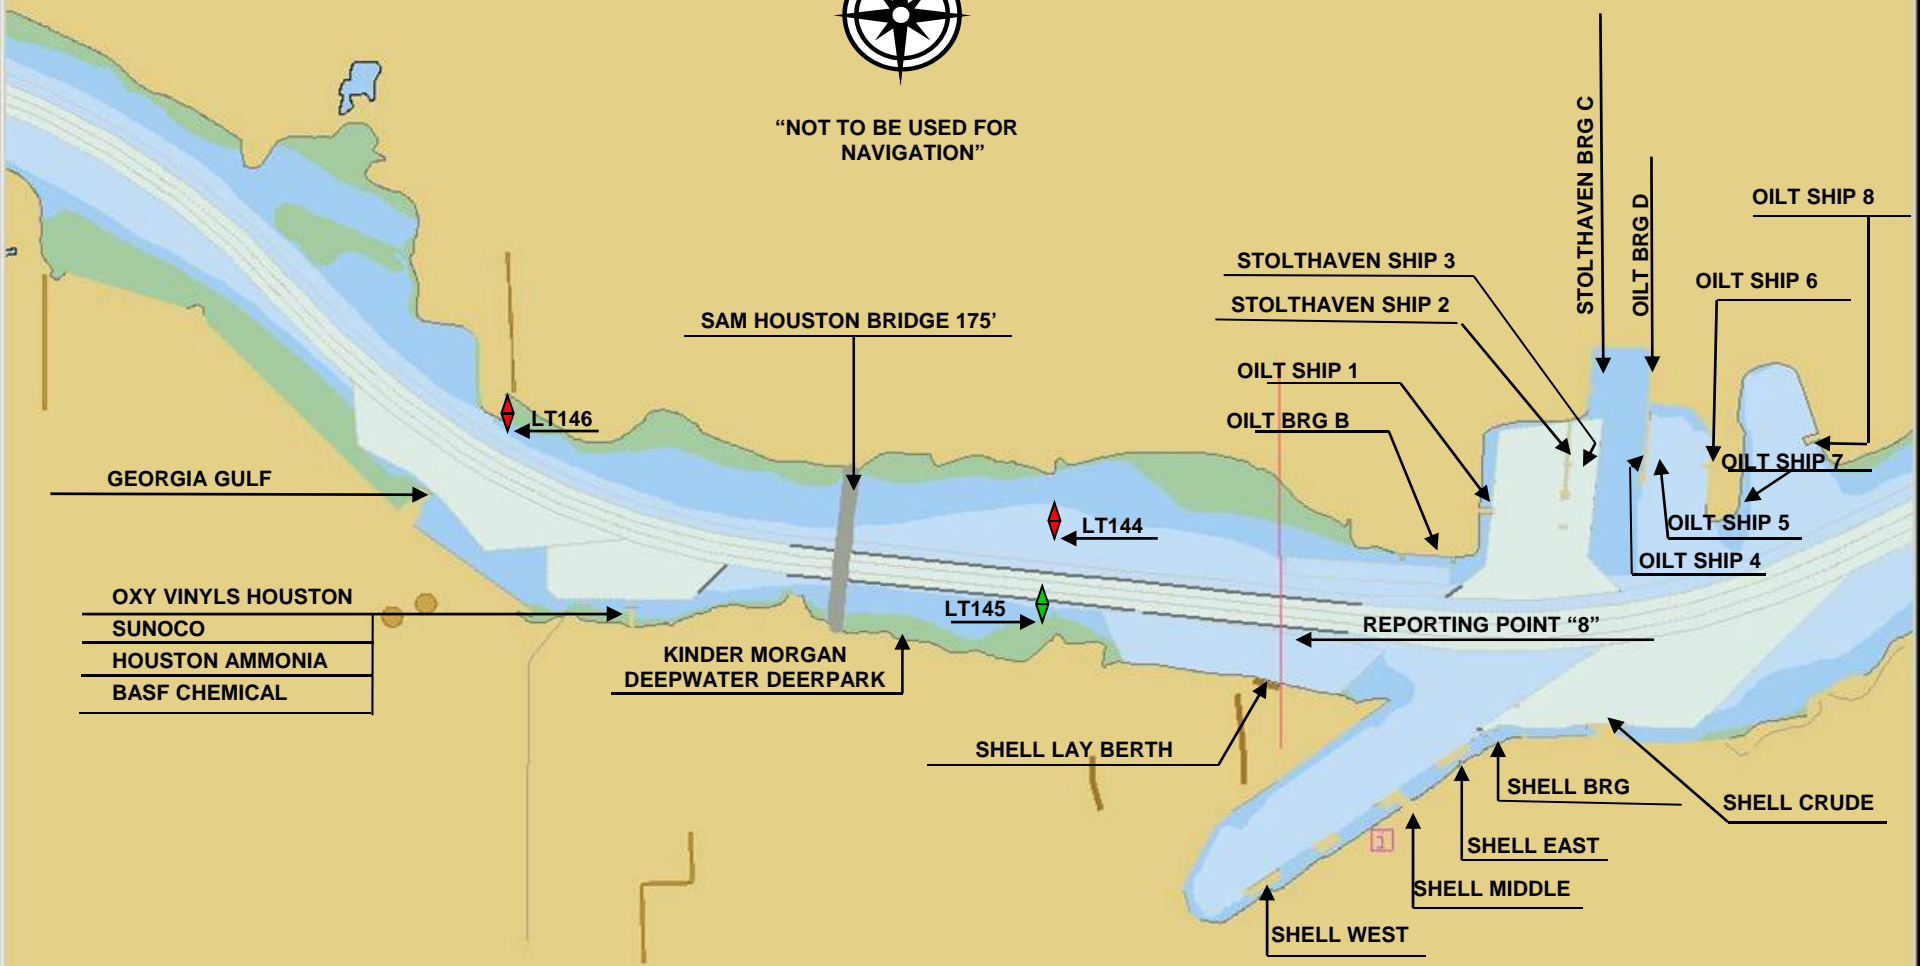 “NOT TO BE USED FOR
NAVIGATION”
STOLTHAVEN BRG C
OILT BRG D
OILT SHIP 8
STOLTHAVEN SHIP 3
OILT SHIP 6
STOLTHAVEN SHIP 2
SAM HOUSTON BRIDGE 175’
OILT SHIP 1
LT146
OILT BRG B
OILT SHIP 7
GEORGIA GULF
LT144
OILT SHIP 5
OILT SHIP 4
OXY VINYLS HOUSTON
SUNOCO
HOUSTON AMMONIA
BASF CHEMICAL
LT145
REPORTING POINT “8”
KINDER MORGAN
DEEPWATER DEERPARK
SHELL LAY BERTH
SHELL BRG
SHELL CRUDE
1
SHELL EAST
SHELL MIDDLE
SHELL WEST